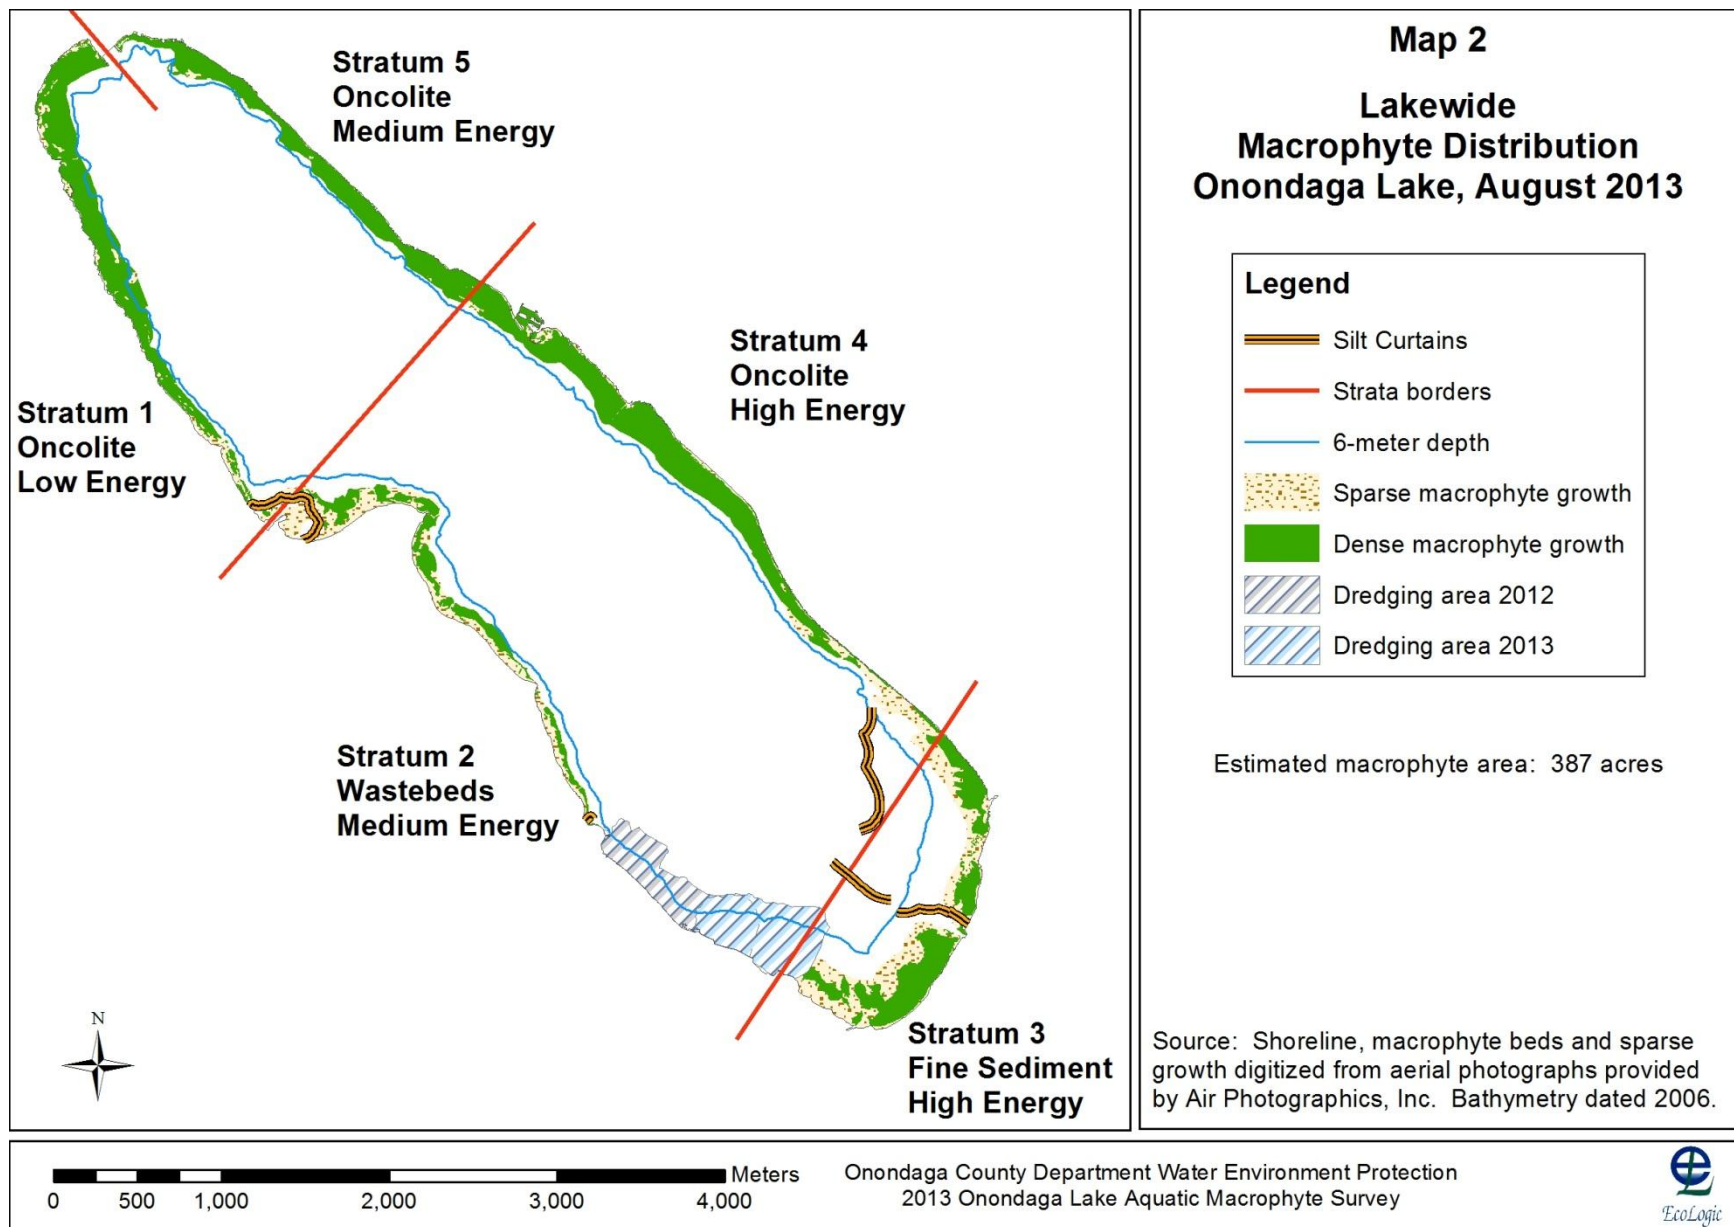 Map 2
Lakewide
Macrophyte Distribution
Onondaga Lake, August 2013
Legend
Silt Curtains
Strata borders
6-meter depth
Sparse macrophyte growth
Dense macrophyte growth
Dredging area 2012
Dredging area 2013
Estimated macrophyte area:  387 acres
Source:  Shoreline, macrophyte beds and sparse
growth digitized from aerial photographs provided
by Air Photographics, Inc.  Bathymetry dated 2006.
Stratum 5
Oncolite
Medium Energy
Stratum 4
Oncolite
High Energy
Stratum 1
Oncolite
Low Energy
Stratum 2
Wastebeds
Medium Energy
Stratum 3
Fine Sediment
High Energy
N
Meters
0 500 1,000 2,000 3,000 4,000
Onondaga County Department Water Environment Protection
2013 Onondaga Lake Aquatic Macrophyte Survey
EcoLogic